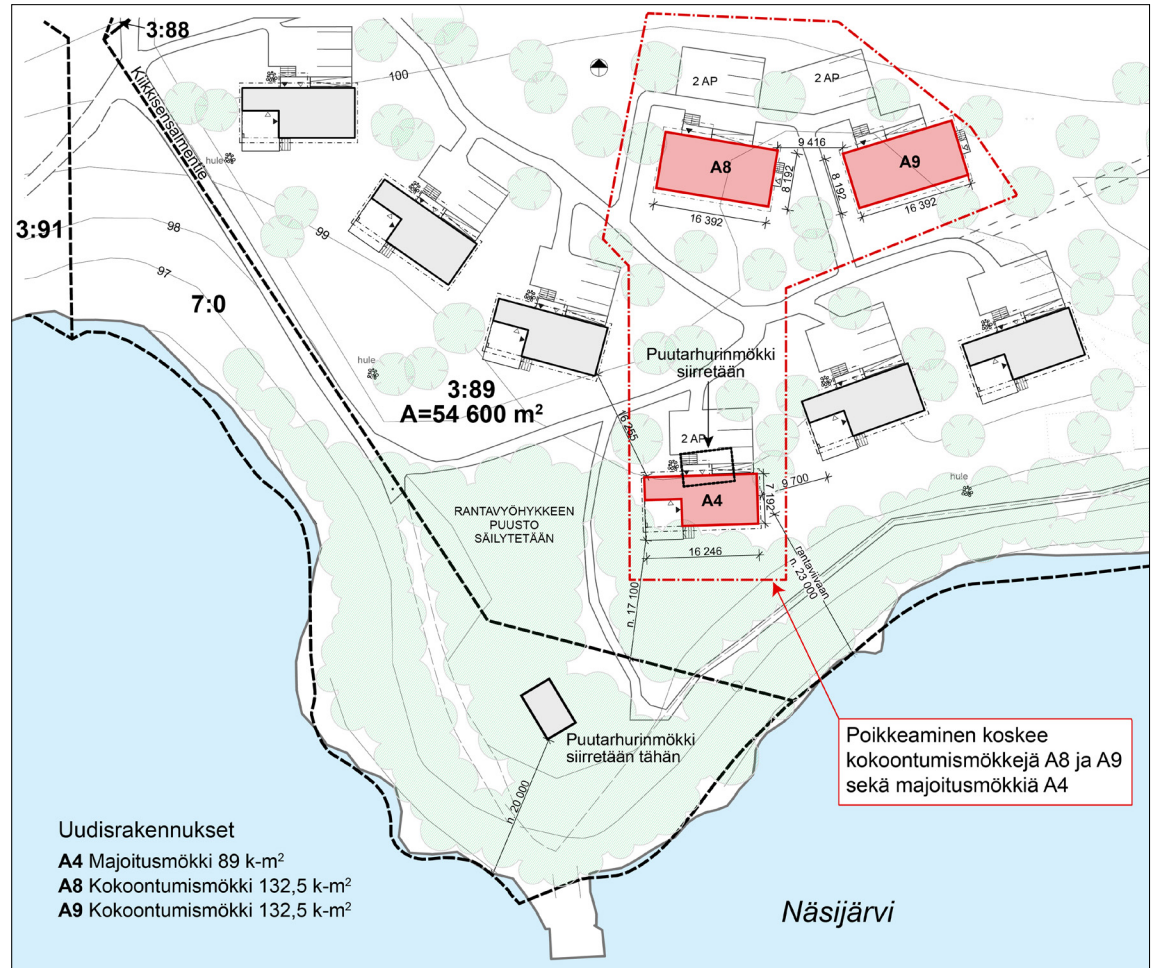 3:88
Kiikkisensalmentie
100
2 AP
2 AP
A8
9 416
A9
8 192
8 192
16 392
16 392
hule
3:91
98
99
97
7:0
hule
Puutarhurinmökki
siirretään
3:89
A=54 600 m²
16 255
2 AP
A4
7 192
9 700
hule
RANTAVYÖHYKKEEN
PUUSTO
SÄILYTETÄÄN
16 246
rantaviivaan
n. 23 000
n. 17 100
Puutarhurinmökki
siirretään tähän
n. 20 000
Poikkeaminen koskee
kokoontumismökkejä A8 ja A9
sekä majoitusmökkiä A4
Uudisrakennukset
A4 Majoitusmökki 89 k-m²
A8 Kokoontumismökki 132,5 k-m²
A9 Kokoontumismökki 132,5 k-m²
Näsijärvi